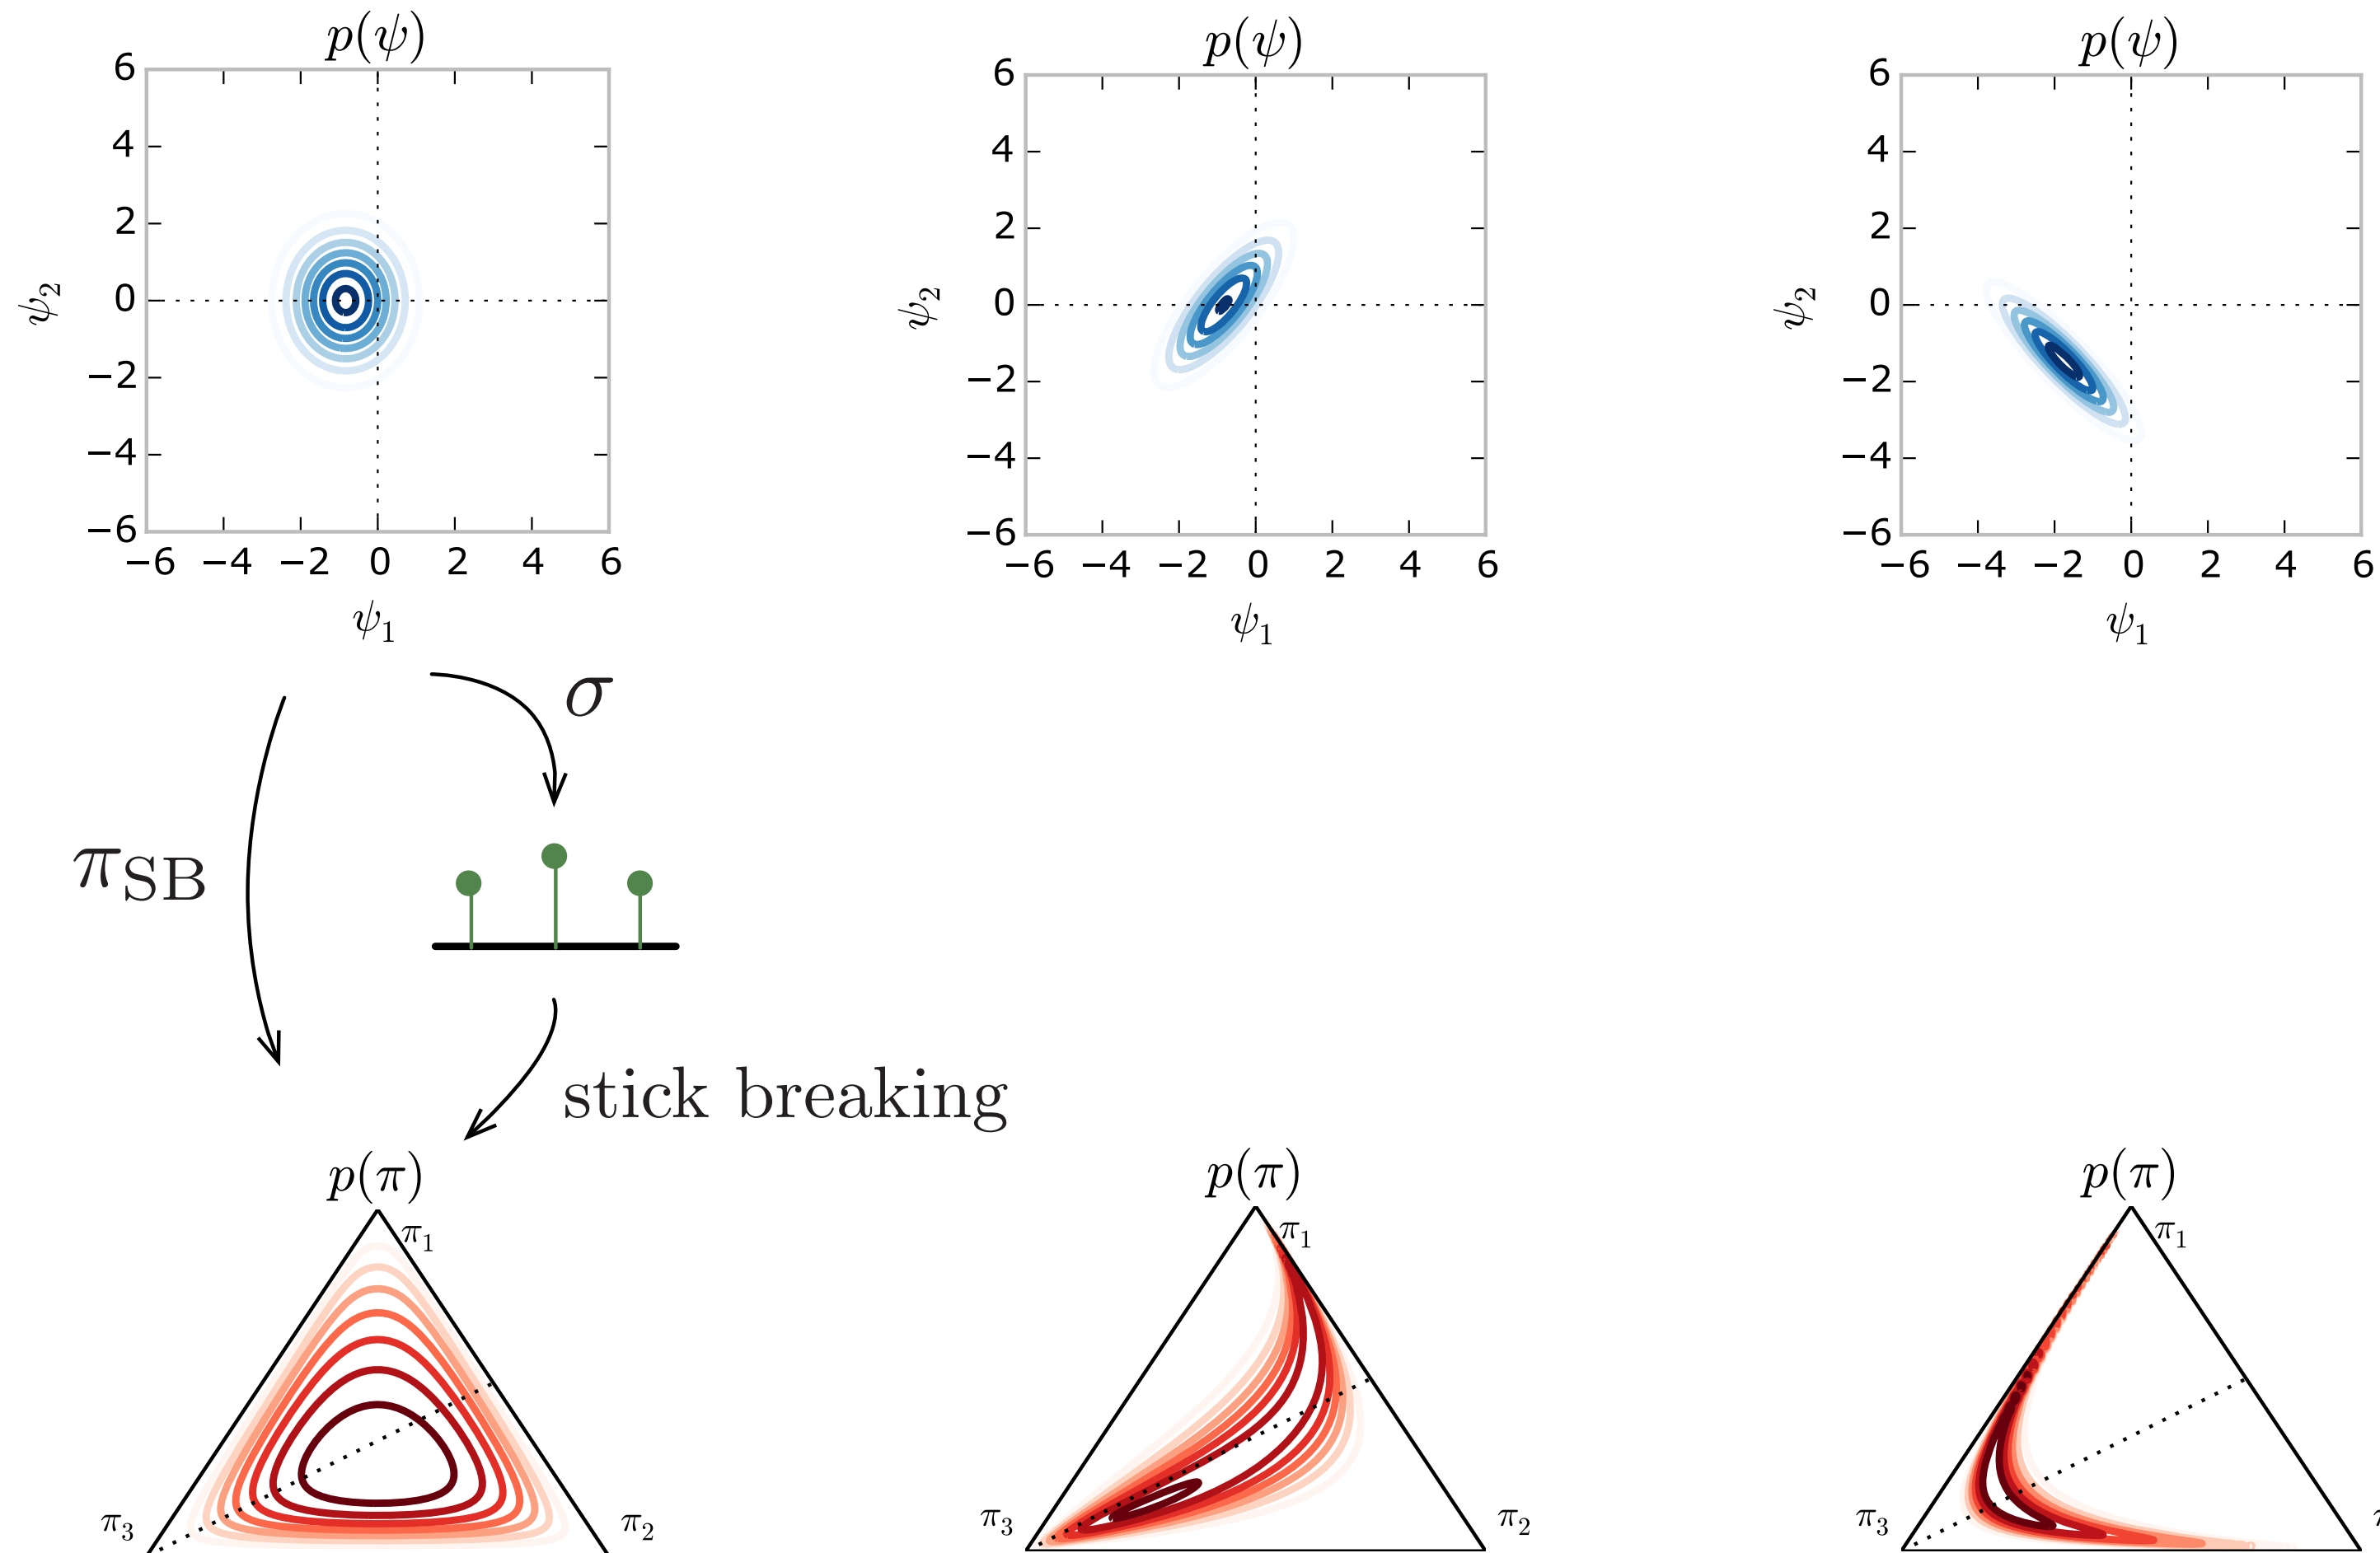 p(ψ) p(ψ) p(ψ)
6 6 6
4 4 4
2 2 2
ψ₂ 0 ψ₂ 0 ψ₂ 0
−2 −2 −2
−4 −4 −4
−6 −6 −6
−6 −4 −2 0 2 4 6 −6 −4 −2 0 2 4 6 −6 −4 −2 0 2 4 6
ψ₁ ψ₁ ψ₁
σ
π_SB
stick breaking
p(π) p(π) p(π)
π₁ π₁ π₁
π₃ π₂ π₃ π₂ π₃